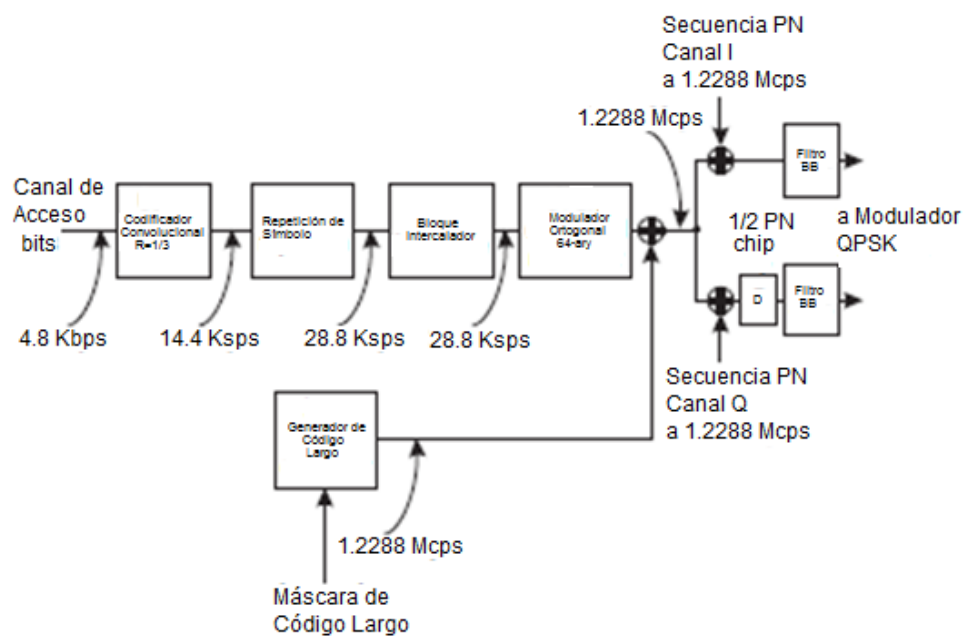 Secuencia PN
Canal I
a 1.2288 Mcps
1.2288 Mcps
Filtro
BB
Canal de
Acceso
bits
Codificador
Convolucional
R=1/3
Repetición de
Símbolo
Bloque
Intercalador
Modulador
Ortogonal
64-ary
1/2 PN
chip
a Modulador
QPSK
D
Filtro
BB
4.8 Kbps
14.4 Ksps
28.8 Ksps
28.8 Ksps
Secuencia PN
Canal Q
a 1.2288 Mcps
Generador de
Código
Largo
1.2288 Mcps
Máscara de
Código Largo